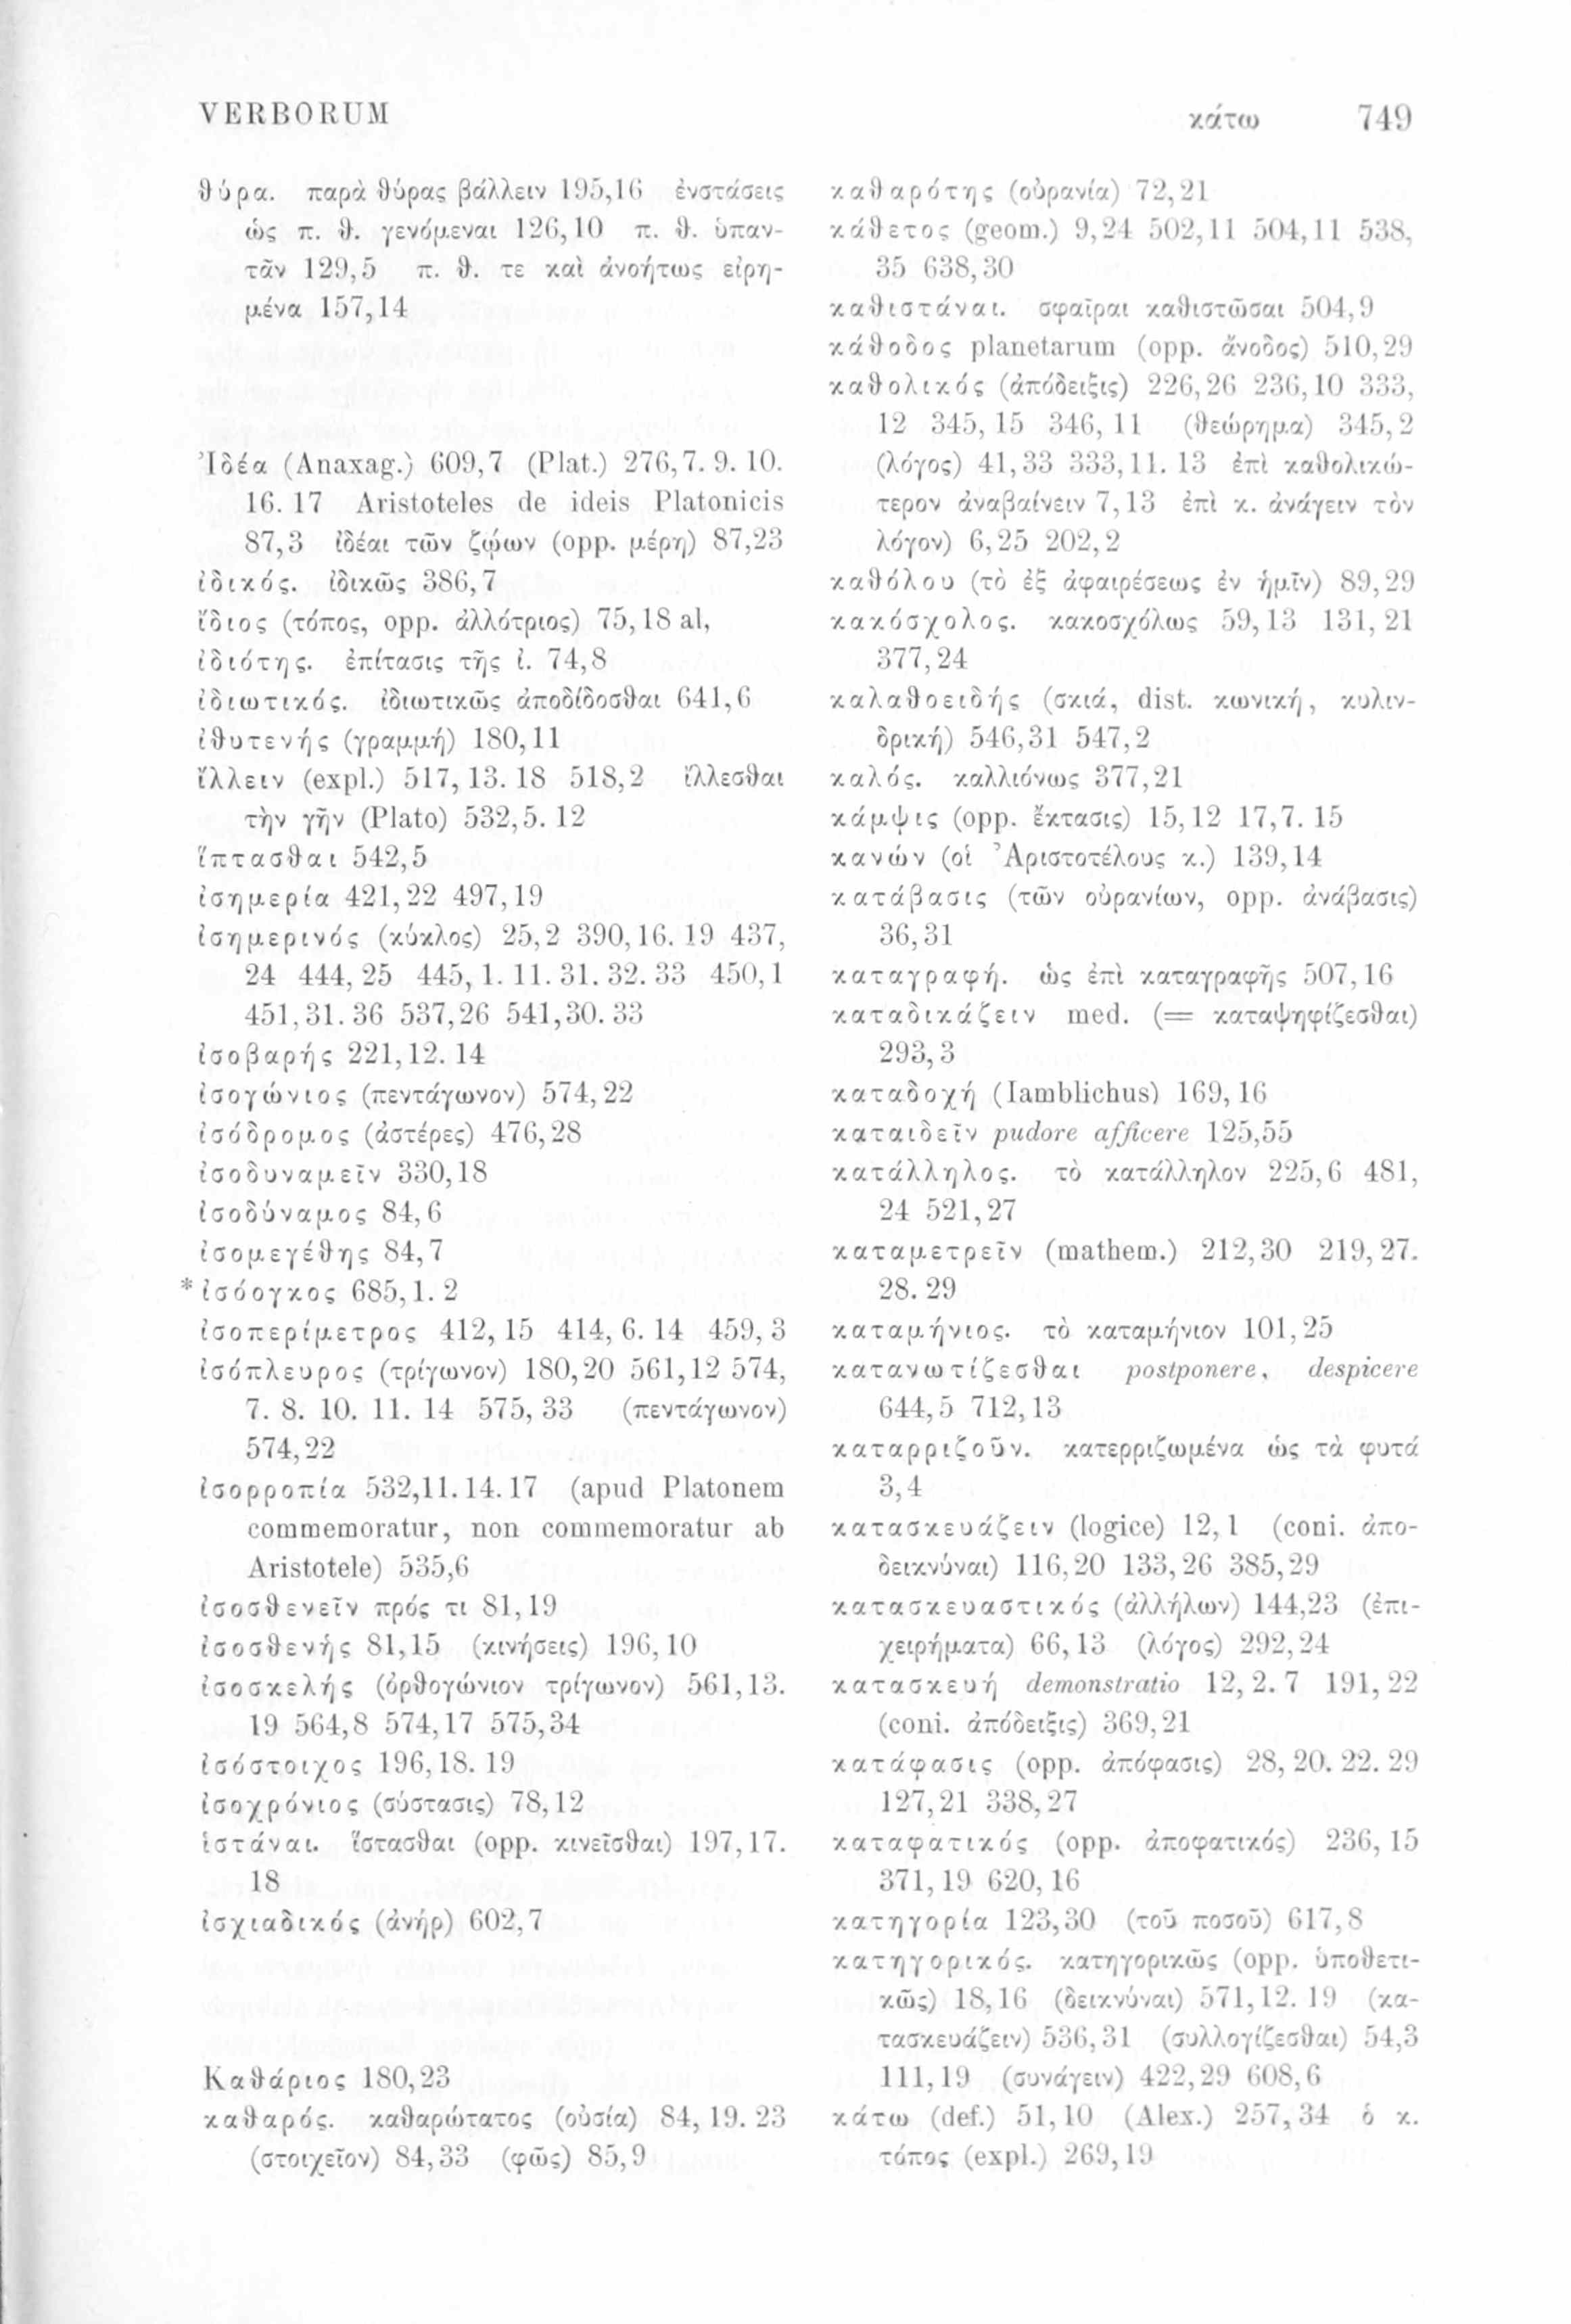 VERBORUM
κάτω 749
θύρα. παρὰ θύρας βάλλειν 195,16 ἐνστάσεις
ὡς π. θ. γενόμεναι 126,10 π. θ. ὑπαν-
τᾶν 129,5 π. θ. τε καὶ ἀνοήτως εἰρη-
μένα 157,14
Ἰδέα (Anaxag.) 609,7 (Plat.) 276,7. 9. 10.
16. 17 Aristoteles de ideis Platonicis
87,3 ἰδέαι τῶν ζῴων (opp. μέρη) 87,23
ἰδικός. ἰδικῶς 386,7
ἴδιος (τόπος, opp. ἀλλότριος) 75,18 al,
ἰδιότης. ἐπίτασις τῆς ἰ. 74,8
ἰδιωτικός. ἰδιωτικῶς ἀποδίδοσθαι 641,6
ἰθυτενής (γραμμή) 180,11
ἴλλειν (expl.) 517,13. 18 518,2 ἴλλεσθαι
τὴν γῆν (Plato) 532,5. 12
ἵπτασθαι 542,5
ἰσημερία 421,22 497,19
ἰσημερινός (κύκλος) 25,2 390,16. 19 437,
24 444,25 445,1. 11. 31. 32. 33 450,1
451,31. 36 537,26 541,30. 33
ἰσοβαρής 221,12. 14
ἰσογώνιος (πεντάγωνον) 574,22
ἰσόδρομος (ἀστέρες) 476,28
ἰσοδυναμεῖν 330,18
ἰσοδύναμος 84,6
ἰσομεγέθης 84,7
*ἰσόογκος 685,1. 2
ἰσοπερίμετρος 412,15 414,6. 14 459,3
ἰσόπλευρος (τρίγωνον) 180,20 561,12 574,
7. 8. 10. 11. 14 575,33 (πεντάγωνον)
574,22
ἰσορροπία 532,11. 14. 17 (apud Platonem
commemoratur, non commemoratur ab
Aristotele) 535,6
ἰσοσθενεῖν πρός τι 81,19
ἰσοσθενής 81,15 (κινήσεις) 196,10
ἰσοσκελής (ὀρθογώνιον τρίγωνον) 561,13.
19 564,8 574,17 575,34
ἰσόστοιχος 196,18. 19
ἰσοχρόνιος (σύστασις) 78,12
ἱστάναι. ἵστασθαι (opp. κινεῖσθαι) 197,17.
18
ἰσχιαδικός (ἀνήρ) 602,7
Καθάριος 180,23
καθαρός. καθαρώτατος (οὐσία) 84,19. 23
(στοιχεῖον) 84,33 (φῶς) 85,9
καθαρότης (οὐρανία) 72,21
κάθετος (geom.) 9,24 502,11 504,11 538,
35 638,30
καθιστάναι. σφαῖραι καθιστῶσαι 504,9
κάθοδος planetarum (opp. ἄνοδος) 510,29
καθολικός (ἀπόδειξις) 226,26 236,10 333,
12 345,15 346,11 (θεώρημα) 345,2
(λόγος) 41,33 333,11. 13 ἐπὶ καθολικώ-
τερον ἀναβαίνειν 7,13 ἐπὶ κ. ἀνάγειν τὸν
λόγον) 6,25 202,2
καθόλου (τὸ ἐξ ἀφαιρέσεως ἐν ἡμῖν) 89,29
κακόσχολος. κακοσχόλως 59,13 131,21
377,24
καλαθοειδής (σκιά, dist. κωνική, κυλιν-
δρική) 546,31 547,2
καλός. καλλιόνως 377,21
κάμψις (opp. ἔκτασις) 15,12 17,7. 15
κανών (οἱ Ἀριστοτέλους κ.) 139,14
κατάβασις (τῶν οὐρανίων, opp. ἀνάβασις)
36,31
καταγραφή. ὡς ἐπὶ καταγραφῆς 507,16
καταδικάζειν med. (= καταψηφίζεσθαι)
293,3
καταδοχή (Iamblichus) 169,16
καταιδεῖν pudore afficere 125,55
κατάλληλος. τὸ κατάλληλον 225,6 481,
24 521,27
καταμετρεῖν (mathem.) 212,30 219,27.
28. 29
καταμήνιος. τὸ καταμήνιον 101,25
κατανωτίζεσθαι postponere, despicere
644,5 712,13
καταρριζοῦν. κατερριζωμένα ὡς τὰ φυτά
3,4
κατασκευάζειν (logice) 12,1 (coni. ἀπο-
δεικνύναι) 116,20 133,26 385,29
κατασκευαστικός (ἀλλήλων) 144,23 (ἐπι-
χειρήματα) 66,13 (λόγος) 292,24
κατασκευή demonstratio 12,2. 7 191,22
(coni. ἀπόδειξις) 369,21
κατάφασις (opp. ἀπόφασις) 28,20. 22. 29
127,21 338,27
καταφατικός (opp. ἀποφατικός) 236,15
371,19 620,16
κατηγορία 123,30 (τοῦ ποσοῦ) 617,8
κατηγορικός. κατηγορικῶς (opp. ὑποθετι-
κῶς) 18,16 (δεικνύναι) 571,12. 19 (κα-
τασκευάζειν) 536,31 (συλλογίζεσθαι) 54,3
111,19 (συνάγειν) 422,29 608,6
κάτω (def.) 51,10 (Alex.) 257,34 ὁ κ.
τόπος (expl.) 269,19